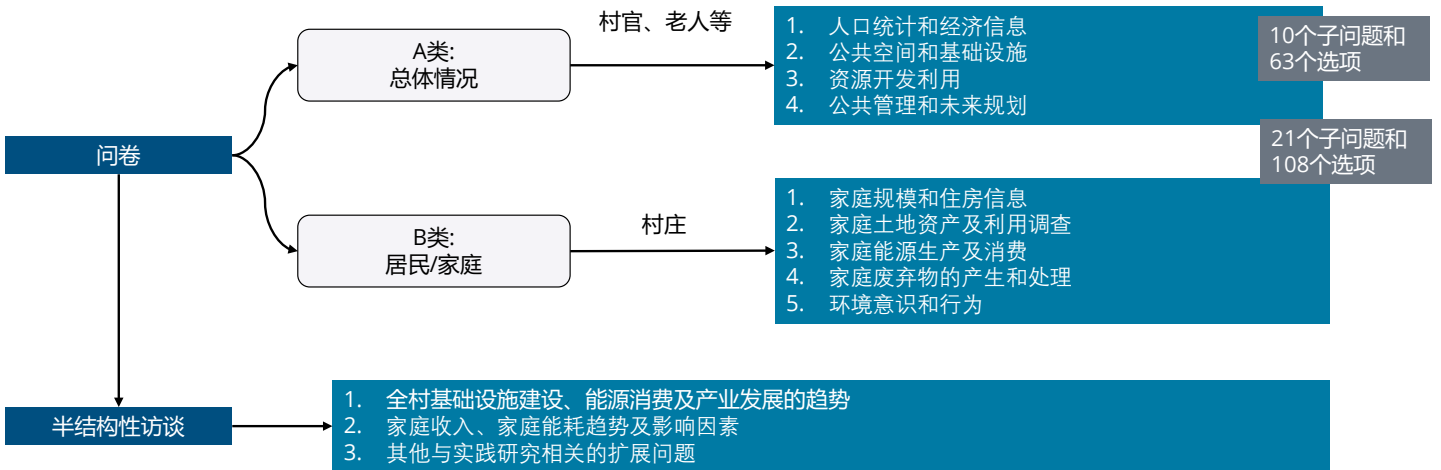 村官、老人等
A类:
总体情况
1. 人口统计和经济信息
2. 公共空间和基础设施
3. 资源开发利用
4. 公共管理和未来规划
10个子问题和
63个选项
问卷
21个子问题和
108个选项
B类:
居民/家庭
村庄
1. 家庭规模和住房信息
2. 家庭土地资产及利用调查
3. 家庭能源生产及消费
4. 家庭废弃物的产生和处理
5. 环境意识和行为
半结构性访谈
1. 全村基础设施建设、能源消费及产业发展的趋势
2. 家庭收入、家庭能耗趋势及影响因素
3. 其他与实践研究相关的扩展问题